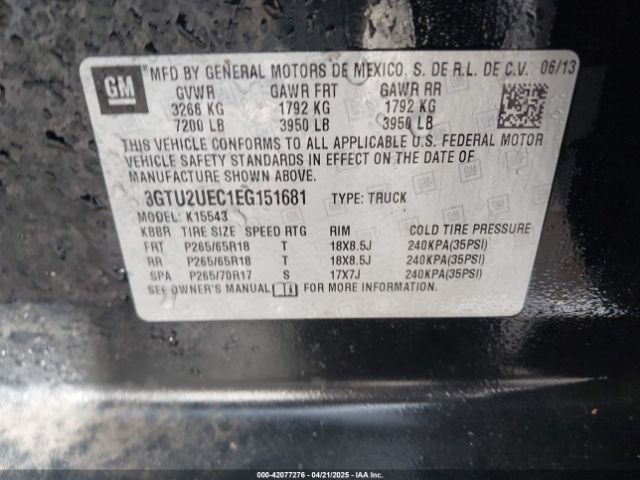 GM
MFD BY GENERAL MOTORS DE MEXICO, S. DE R.L. DE C.V. 06/13
GVWR GAWR FRT GAWR RR
3266 KG 1792 KG 1792 KG
7200 LB 3950 LB 3950 LB
THIS VEHICLE CONFORMS TO ALL APPLICABLE U.S. FEDERAL MOTOR
VEHICLE SAFETY STANDARDS IN EFFECT ON THE DATE OF
MANUFACTURE SHOWN ABOVE.
3GTU2UEC1EG151681 TYPE: TRUCK
MODEL: K15543
KBBR TIRE SIZE SPEED RTG RIM COLD TIRE PRESSURE
FRT P265/65R18 T 18X8.5J 240KPA(35PSI)
RR P265/65R18 T 18X8.5J 240KPA(35PSI)
SPA P265/70R17 S 17X7J 240KPA(35PSI)
SEE OWNER'S MANUAL FOR MORE INFORMATION.
000-42077276 - 04/21/2025 - IAAI.COM